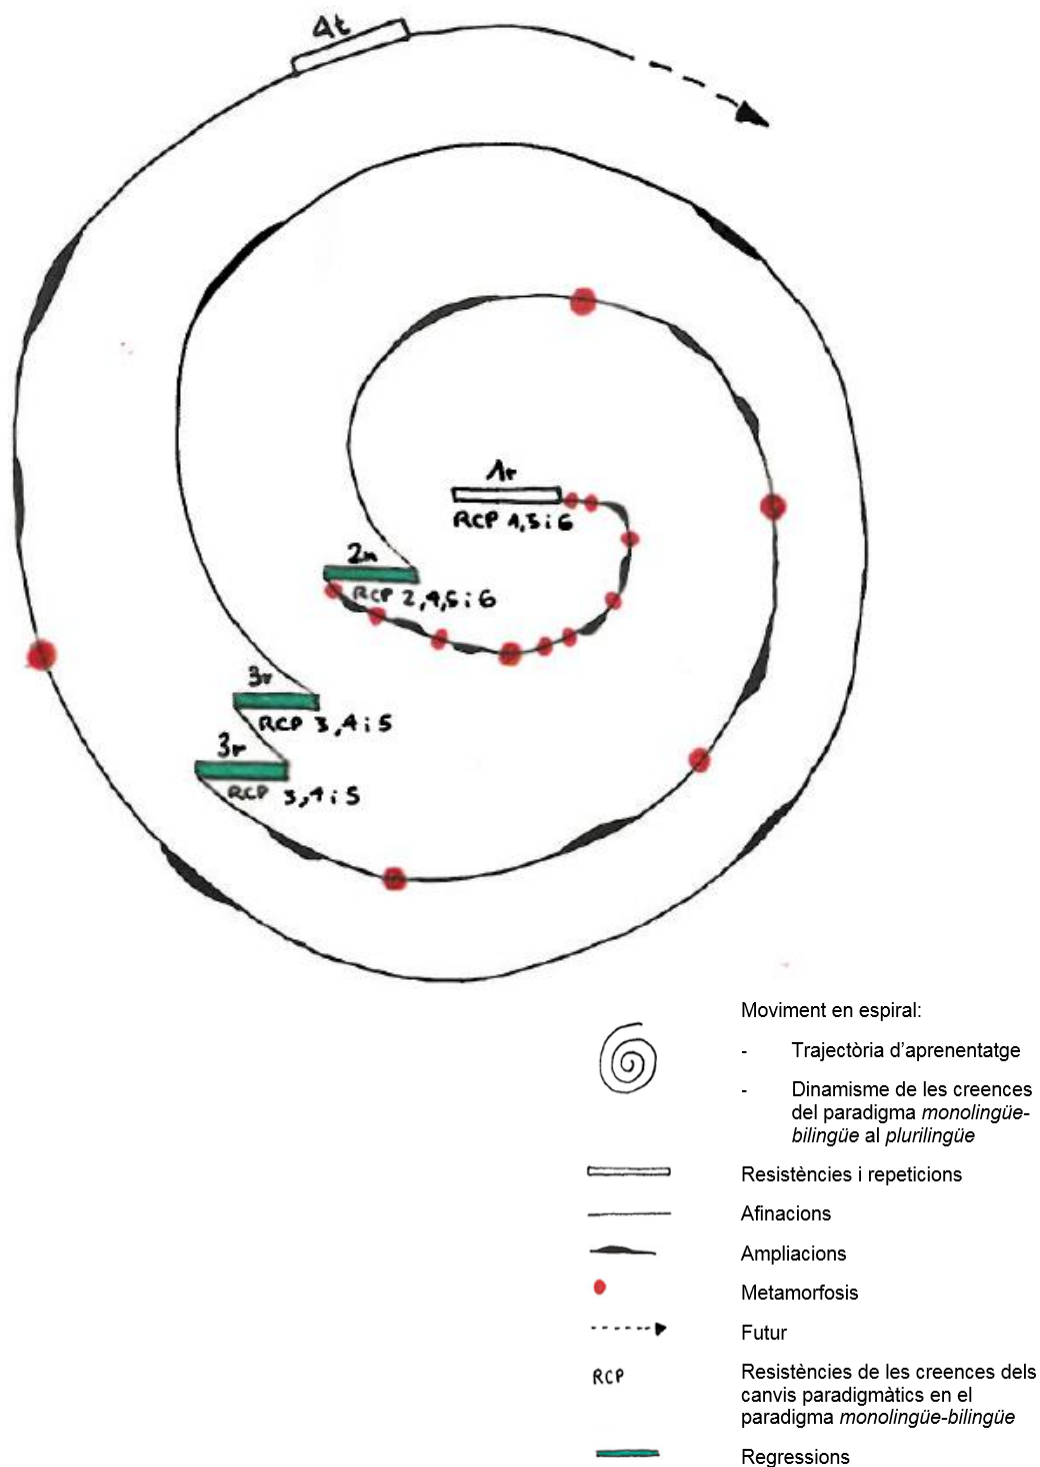 4t
1r
RCP 1,5 i 6
2n
RCP 2,4,5 i 6
3r
RCP 3,4 i 5
3r
RCP 3,4 i 5
Moviment en espiral:
- Trajectòria d'aprenentatge
- Dinamisme de les creences
del paradigma monolingüe-
bilingüe al plurilingüe
Resistències i repeticions
Afinacions
Ampliacions
Metamorfosis
Futur
RCP
Resistències de les creences dels
canvis paradigmàtics en el
paradigma monolingüe-bilingüe
Regressions